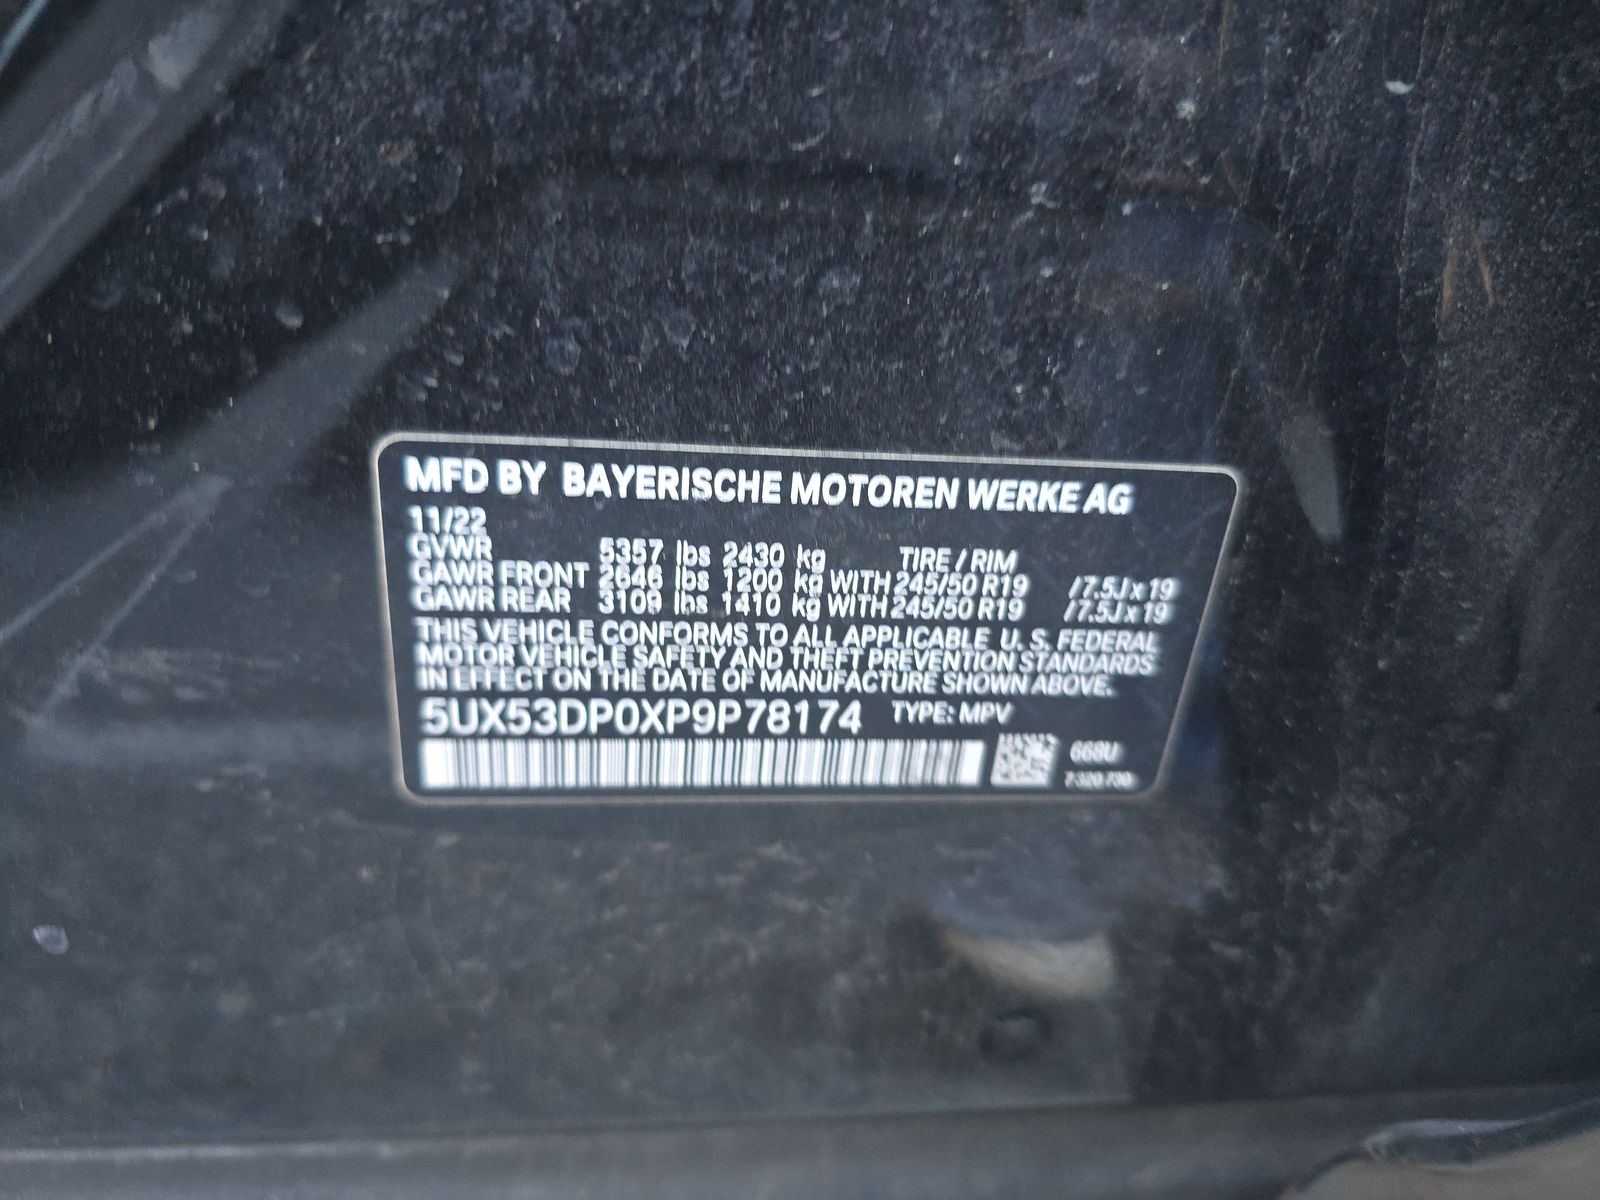 MFD BY BAYERISCHE MOTOREN WERKE AG
11/22
GVWR 5357 lbs 2430 kg TIRE / RIM
GAWR FRONT 2646 lbs 1200 kg WITH 245/50 R19 / 7.5J x 19
GAWR REAR 3109 lbs 1410 kg WITH 245/50 R19 / 7.5J x 19
THIS VEHICLE CONFORMS TO ALL APPLICABLE U. S. FEDERAL
MOTOR VEHICLE SAFETY AND THEFT PREVENTION STANDARDS
IN EFFECT ON THE DATE OF MANUFACTURE SHOWN ABOVE.
5UX53DP0XP9P78174 TYPE: MPV
668U